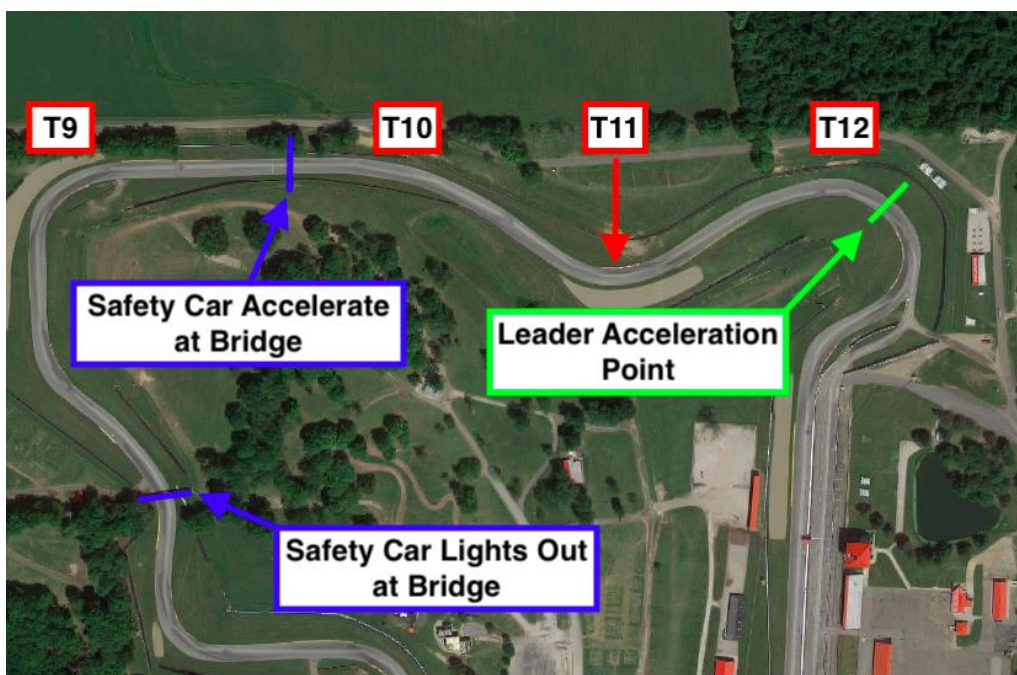 T9
T10
T11
T12
Safety Car Accelerate
at Bridge
Leader Acceleration
Point
Safety Car Lights Out
at Bridge